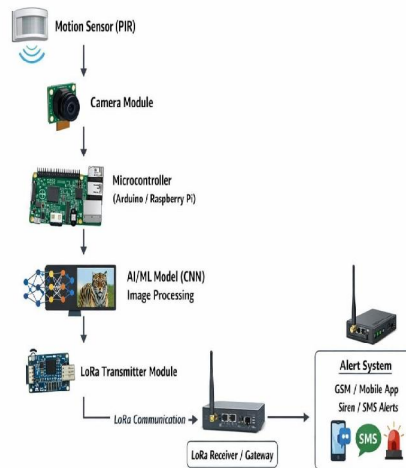 Motion Sensor (PIR)
Camera Module
Microcontroller
(Arduino / Raspberry Pi)
AI/ML Model (CNN)
Image Processing
LoRa Transmitter Module
LoRa Communication
LoRa Receiver / Gateway
Alert System
GSM / Mobile App
Siren / SMS Alerts
SMS